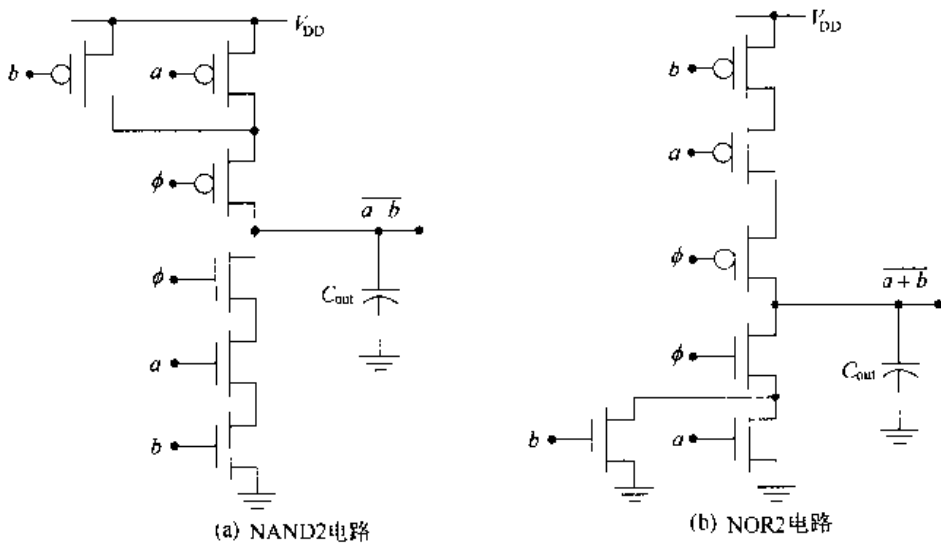 V_DD
b
a
ϕ
ϕ
a
b
a b
C_out
(a) NAND2电路
V_DD
b
a
ϕ
ϕ
b
a
a + b
C_out
(b) NOR2电路